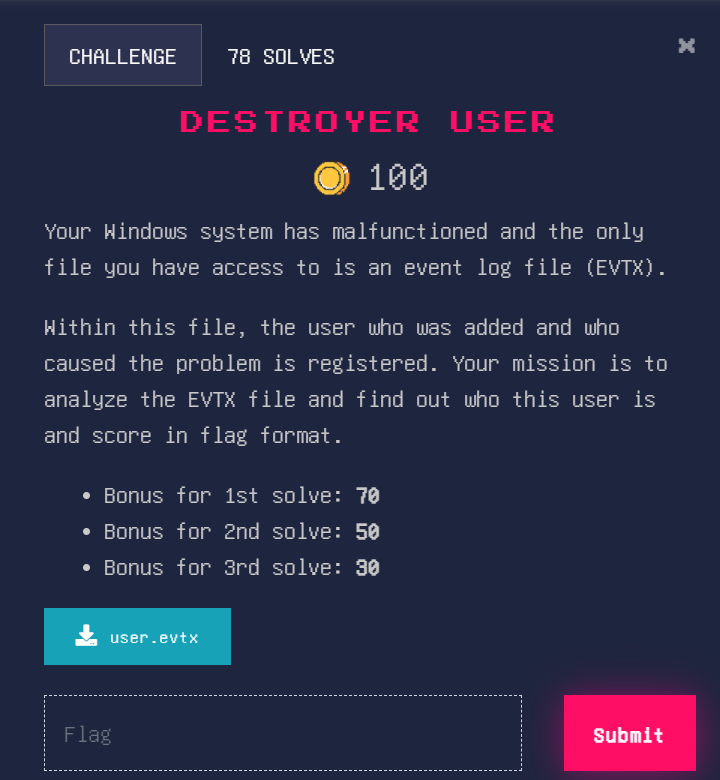 CHALLENGE
78 SOLVES
×
DESTROYER USER
100
Your Windows system has malfunctioned and the only
file you have access to is an event log file (EVTX).
Within this file, the user who was added and who
caused the problem is registered. Your mission is to
analyze the EVTX file and find out who this user is
and score in flag format.
• Bonus for 1st solve: 70
• Bonus for 2nd solve: 50
• Bonus for 3rd solve: 30
user.evtx
Flag
Submit